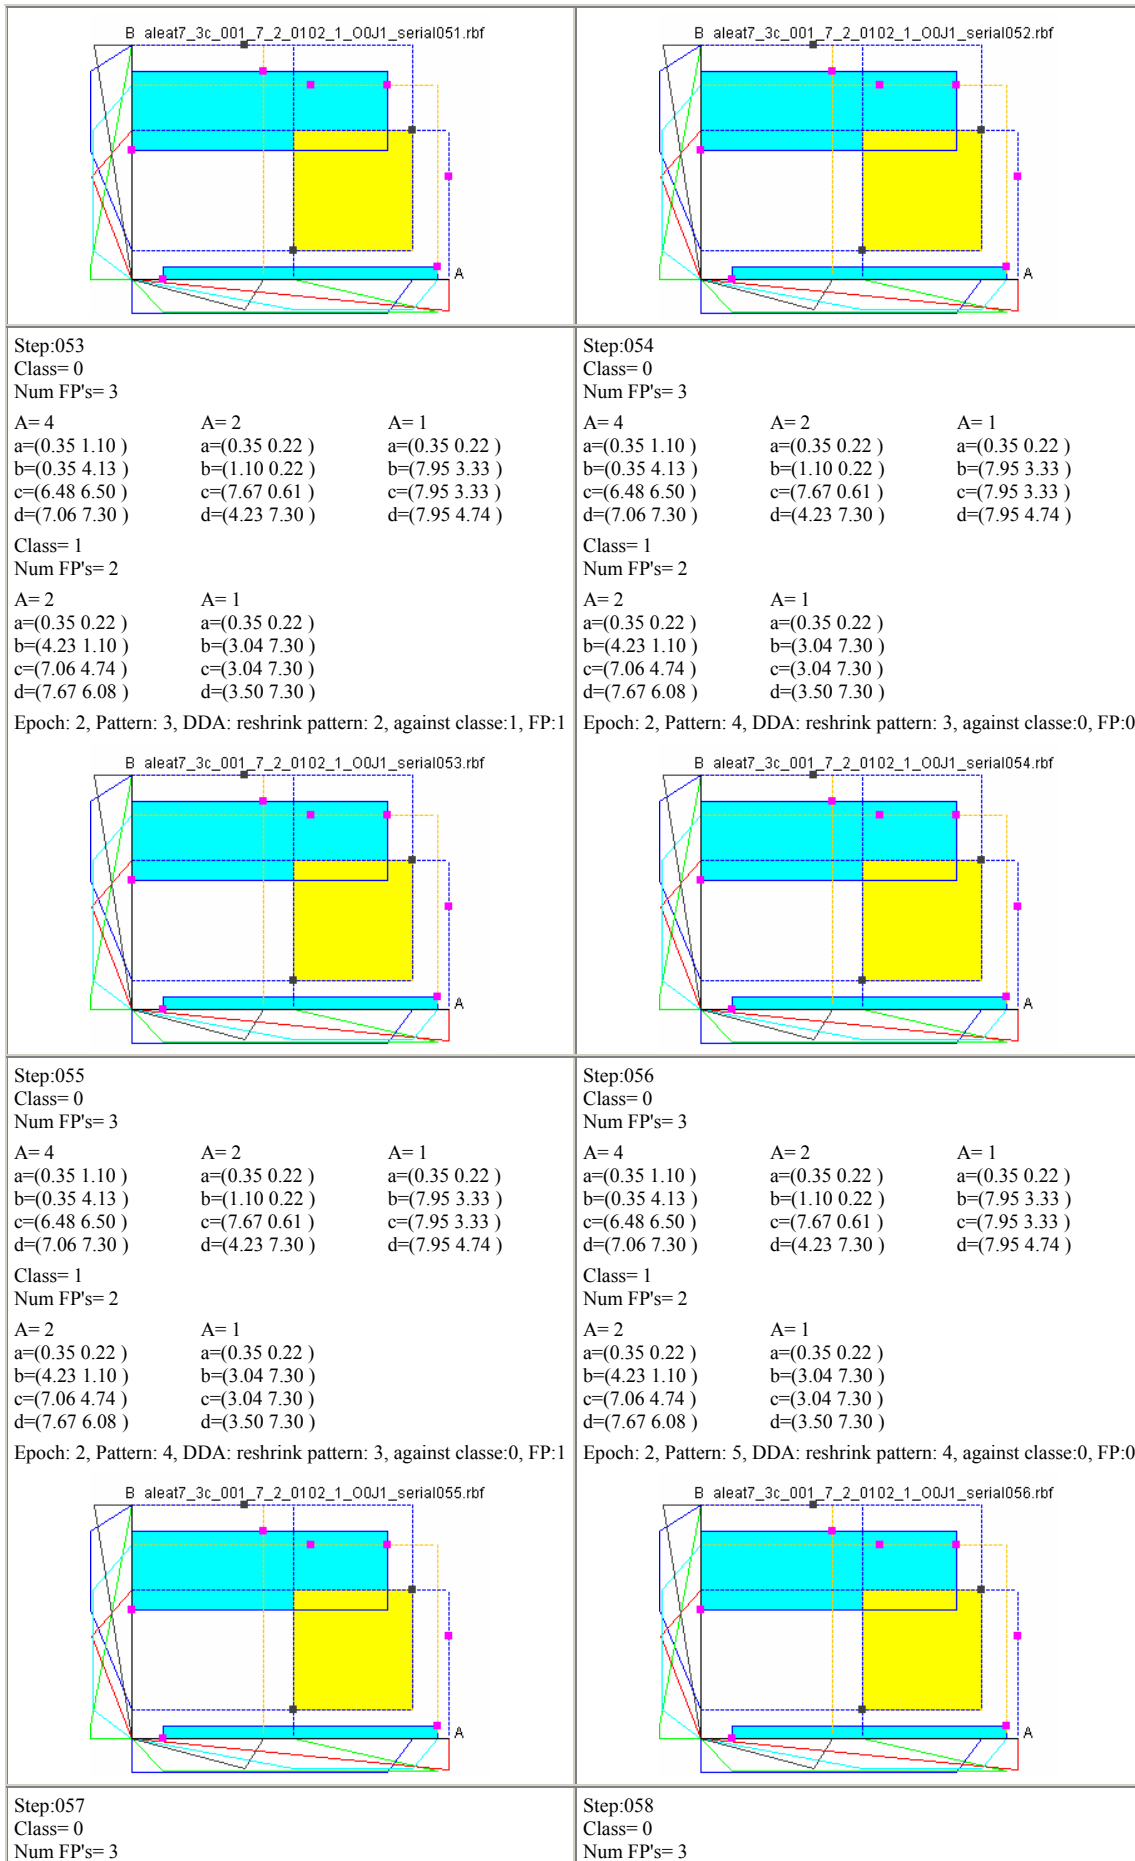 B aleat7_3c_001_7_2_0102_1_O0J1_serial051.rbf
A
B aleat7_3c_001_7_2_0102_1_O0J1_serial052.rbf
A
Step:053
Class= 0
Num FP's= 3
A= 4 A= 2 A= 1
a=(0.35 1.10 ) a=(0.35 0.22 ) a=(0.35 0.22 )
b=(0.35 4.13 ) b=(1.10 0.22 ) b=(7.95 3.33 )
c=(6.48 6.50 ) c=(7.67 0.61 ) c=(7.95 3.33 )
d=(7.06 7.30 ) d=(4.23 7.30 ) d=(7.95 4.74 )
Class= 1
Num FP's= 2
A= 2 A= 1
a=(0.35 0.22 ) a=(0.35 0.22 )
b=(4.23 1.10 ) b=(3.04 7.30 )
c=(7.06 4.74 ) c=(3.04 7.30 )
d=(7.67 6.08 ) d=(3.50 7.30 )
Epoch: 2, Pattern: 3, DDA: reshrink pattern: 2, against classe:1, FP:1
B aleat7_3c_001_7_2_0102_1_O0J1_serial053.rbf
A
Step:054
Class= 0
Num FP's= 3
A= 4 A= 2 A= 1
a=(0.35 1.10 ) a=(0.35 0.22 ) a=(0.35 0.22 )
b=(0.35 4.13 ) b=(1.10 0.22 ) b=(7.95 3.33 )
c=(6.48 6.50 ) c=(7.67 0.61 ) c=(7.95 3.33 )
d=(7.06 7.30 ) d=(4.23 7.30 ) d=(7.95 4.74 )
Class= 1
Num FP's= 2
A= 2 A= 1
a=(0.35 0.22 ) a=(0.35 0.22 )
b=(4.23 1.10 ) b=(3.04 7.30 )
c=(7.06 4.74 ) c=(3.04 7.30 )
d=(7.67 6.08 ) d=(3.50 7.30 )
Epoch: 2, Pattern: 4, DDA: reshrink pattern: 3, against classe:0, FP:0
B aleat7_3c_001_7_2_0102_1_O0J1_serial054.rbf
A
Step:055
Class= 0
Num FP's= 3
A= 4 A= 2 A= 1
a=(0.35 1.10 ) a=(0.35 0.22 ) a=(0.35 0.22 )
b=(0.35 4.13 ) b=(1.10 0.22 ) b=(7.95 3.33 )
c=(6.48 6.50 ) c=(7.67 0.61 ) c=(7.95 3.33 )
d=(7.06 7.30 ) d=(4.23 7.30 ) d=(7.95 4.74 )
Class= 1
Num FP's= 2
A= 2 A= 1
a=(0.35 0.22 ) a=(0.35 0.22 )
b=(4.23 1.10 ) b=(3.04 7.30 )
c=(7.06 4.74 ) c=(3.04 7.30 )
d=(7.67 6.08 ) d=(3.50 7.30 )
Epoch: 2, Pattern: 4, DDA: reshrink pattern: 3, against classe:0, FP:1
B aleat7_3c_001_7_2_0102_1_O0J1_serial055.rbf
A
Step:056
Class= 0
Num FP's= 3
A= 4 A= 2 A= 1
a=(0.35 1.10 ) a=(0.35 0.22 ) a=(0.35 0.22 )
b=(0.35 4.13 ) b=(1.10 0.22 ) b=(7.95 3.33 )
c=(6.48 6.50 ) c=(7.67 0.61 ) c=(7.95 3.33 )
d=(7.06 7.30 ) d=(4.23 7.30 ) d=(7.95 4.74 )
Class= 1
Num FP's= 2
A= 2 A= 1
a=(0.35 0.22 ) a=(0.35 0.22 )
b=(4.23 1.10 ) b=(3.04 7.30 )
c=(7.06 4.74 ) c=(3.04 7.30 )
d=(7.67 6.08 ) d=(3.50 7.30 )
Epoch: 2, Pattern: 5, DDA: reshrink pattern: 4, against classe:0, FP:0
B aleat7_3c_001_7_2_0102_1_O0J1_serial056.rbf
A
Step:057
Class= 0
Num FP's= 3
Step:058
Class= 0
Num FP's= 3